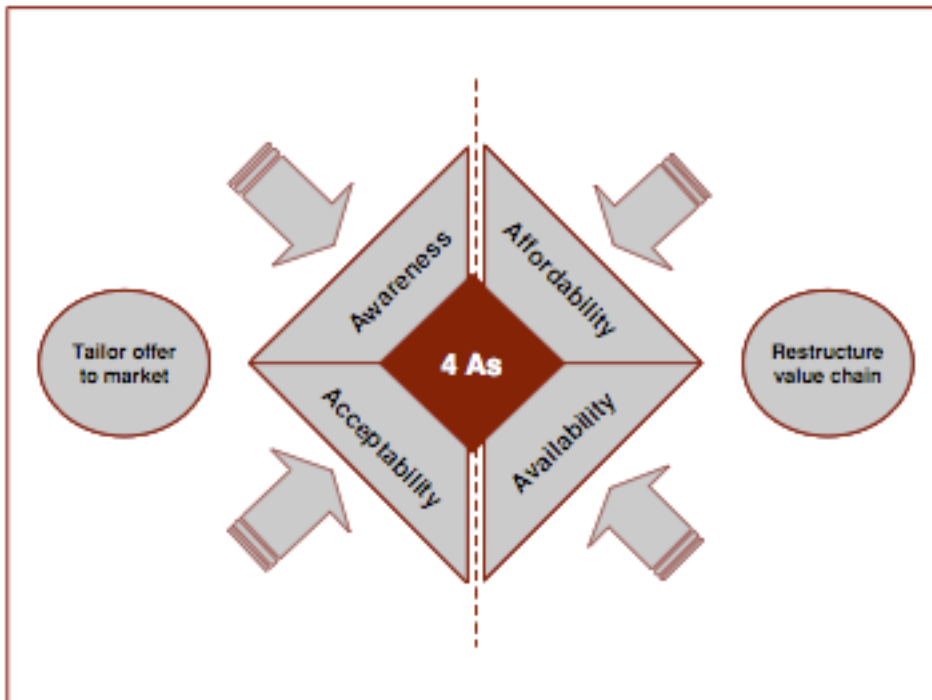 Awareness
Affordability
Tailor offer
to market
4 As
Restructure
value chain
Acceptability
Availability